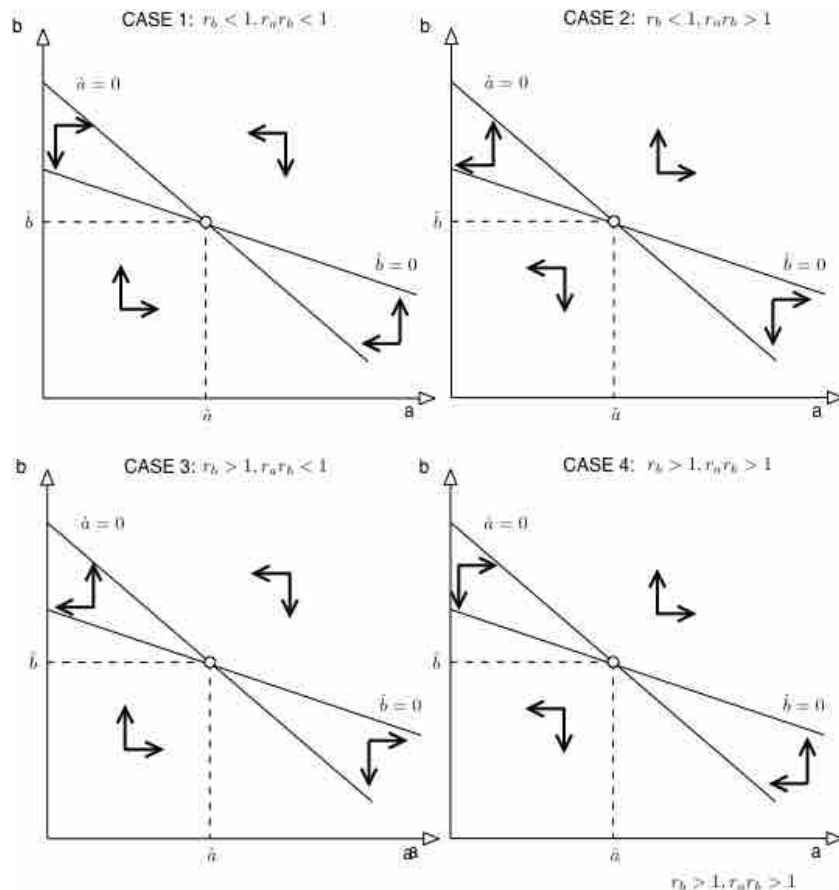 b CASE 1: r_b < 1, r_a r_b < 1
ȧ = 0
b̂
ḃ = 0
â
a
b CASE 2: r_b < 1, r_a r_b > 1
ȧ = 0
b̂
ḃ = 0
â
a
b CASE 3: r_b > 1, r_a r_b < 1
ȧ = 0
b̂
ḃ = 0
â
a
b CASE 4: r_b > 1, r_a r_b > 1
ȧ = 0
b̂
ḃ = 0
â
a
r_b > 1, r_a r_b > 1